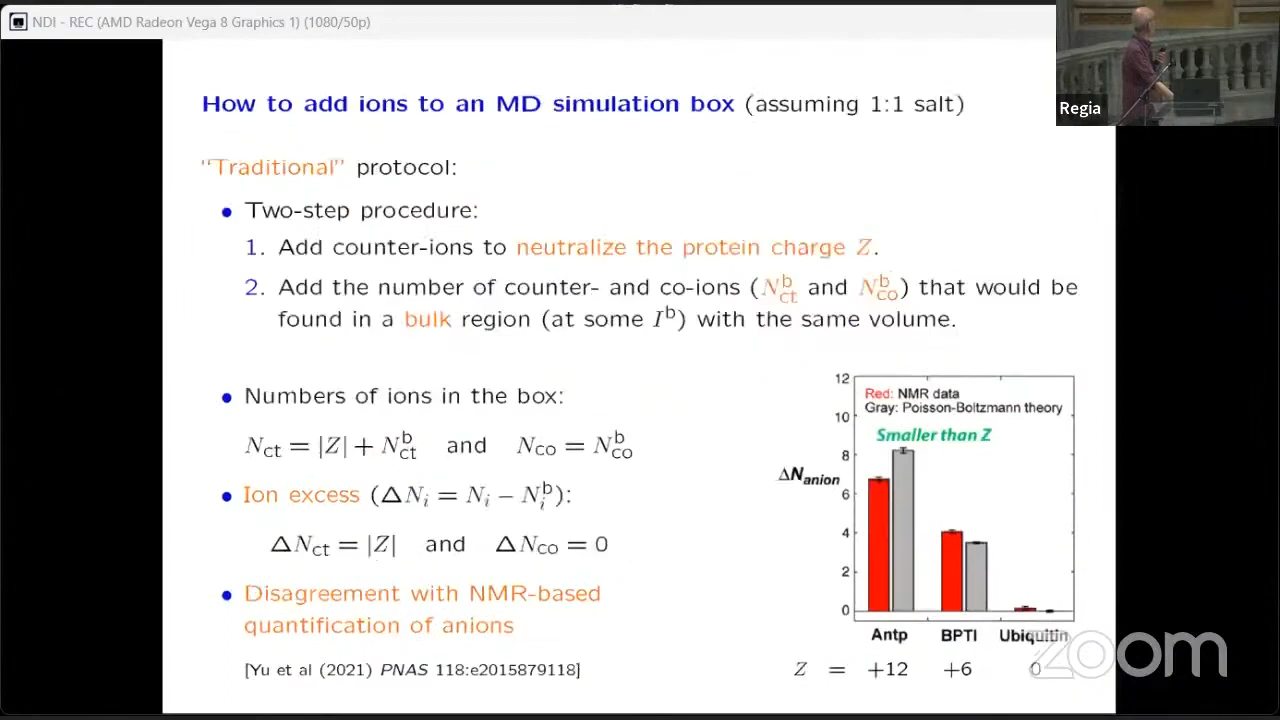 NDI - REC (AMD Radeon Vega 8 Graphics 1) (1080/50p)
Regia
How to add ions to an MD simulation box (assuming 1:1 salt)
"Traditional" protocol:
• Two-step procedure:
1. Add counter-ions to neutralize the protein charge Z.
2. Add the number of counter- and co-ions (N_ct^b and N_co^b) that would be
found in a bulk region (at some I^b) with the same volume.
• Numbers of ions in the box:
N_ct = |Z| + N_ct^b and N_co = N_co^b
• Ion excess (ΔN_i = N_i − N_i^b):
ΔN_ct = |Z| and ΔN_co = 0
• Disagreement with NMR-based
quantification of anions
[Yu et al (2021) PNAS 118:e2015879118]
12
10
8
6
4
2
0
ΔN_anion
Red: NMR data
Gray: Poisson-Boltzmann theory
Smaller than Z
Antp BPTI Ubiquitin
Z = +12 +6 0
zoom